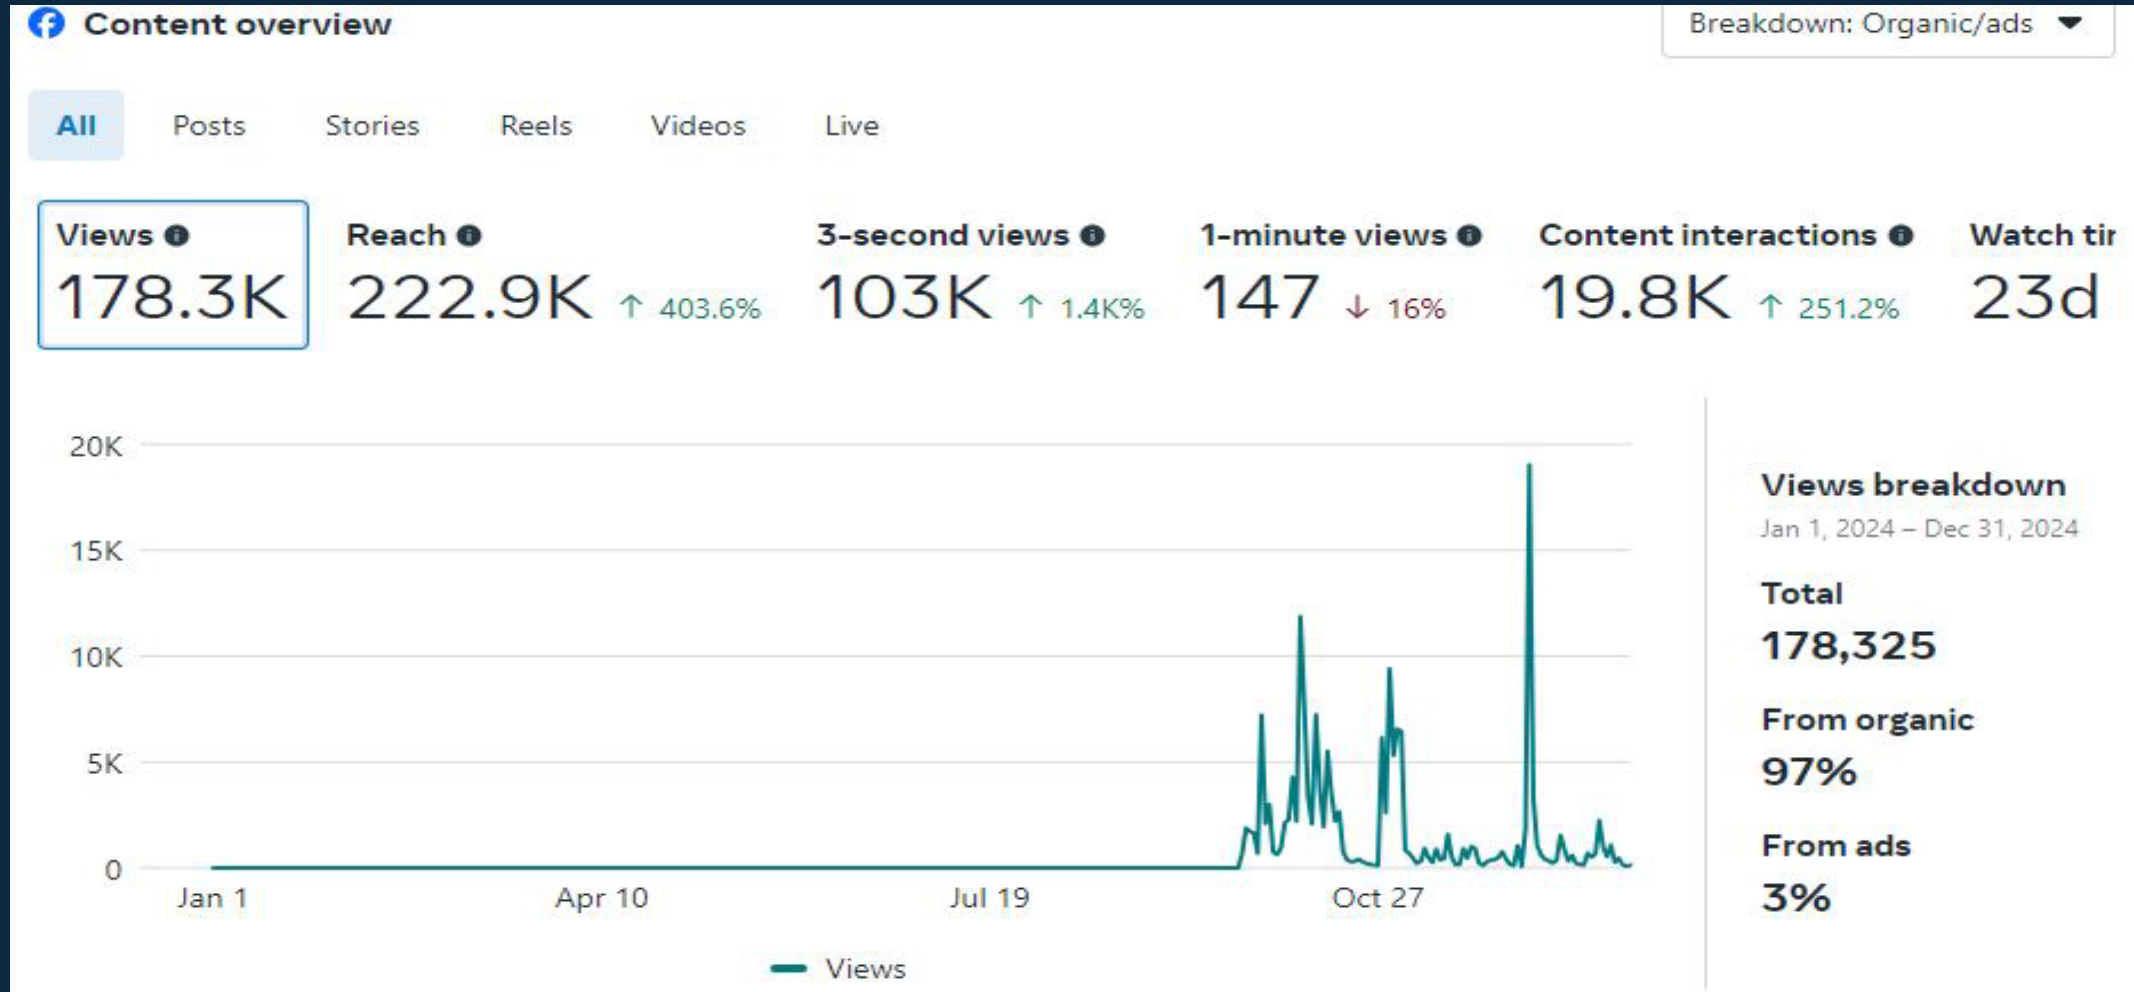 Content overview
Breakdown: Organic/ads
All Posts Stories Reels Videos Live
Views Reach 3-second views 1-minute views Content interactions Watch tir
178.3K 222.9K ↑ 403.6% 103K ↑ 1.4K% 147 ↓ 16% 19.8K ↑ 251.2% 23d
20K
15K
10K
5K
0
Jan 1 Apr 10 Jul 19 Oct 27
Views
Views breakdown
Jan 1, 2024 – Dec 31, 2024
Total
178,325
From organic
97%
From ads
3%